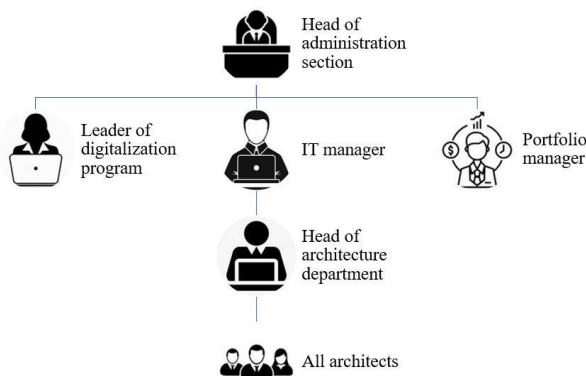 Head of
administration
section
Leader of
digitalization
program
IT manager
Portfolio
manager
Head of
architecture
department
All architects